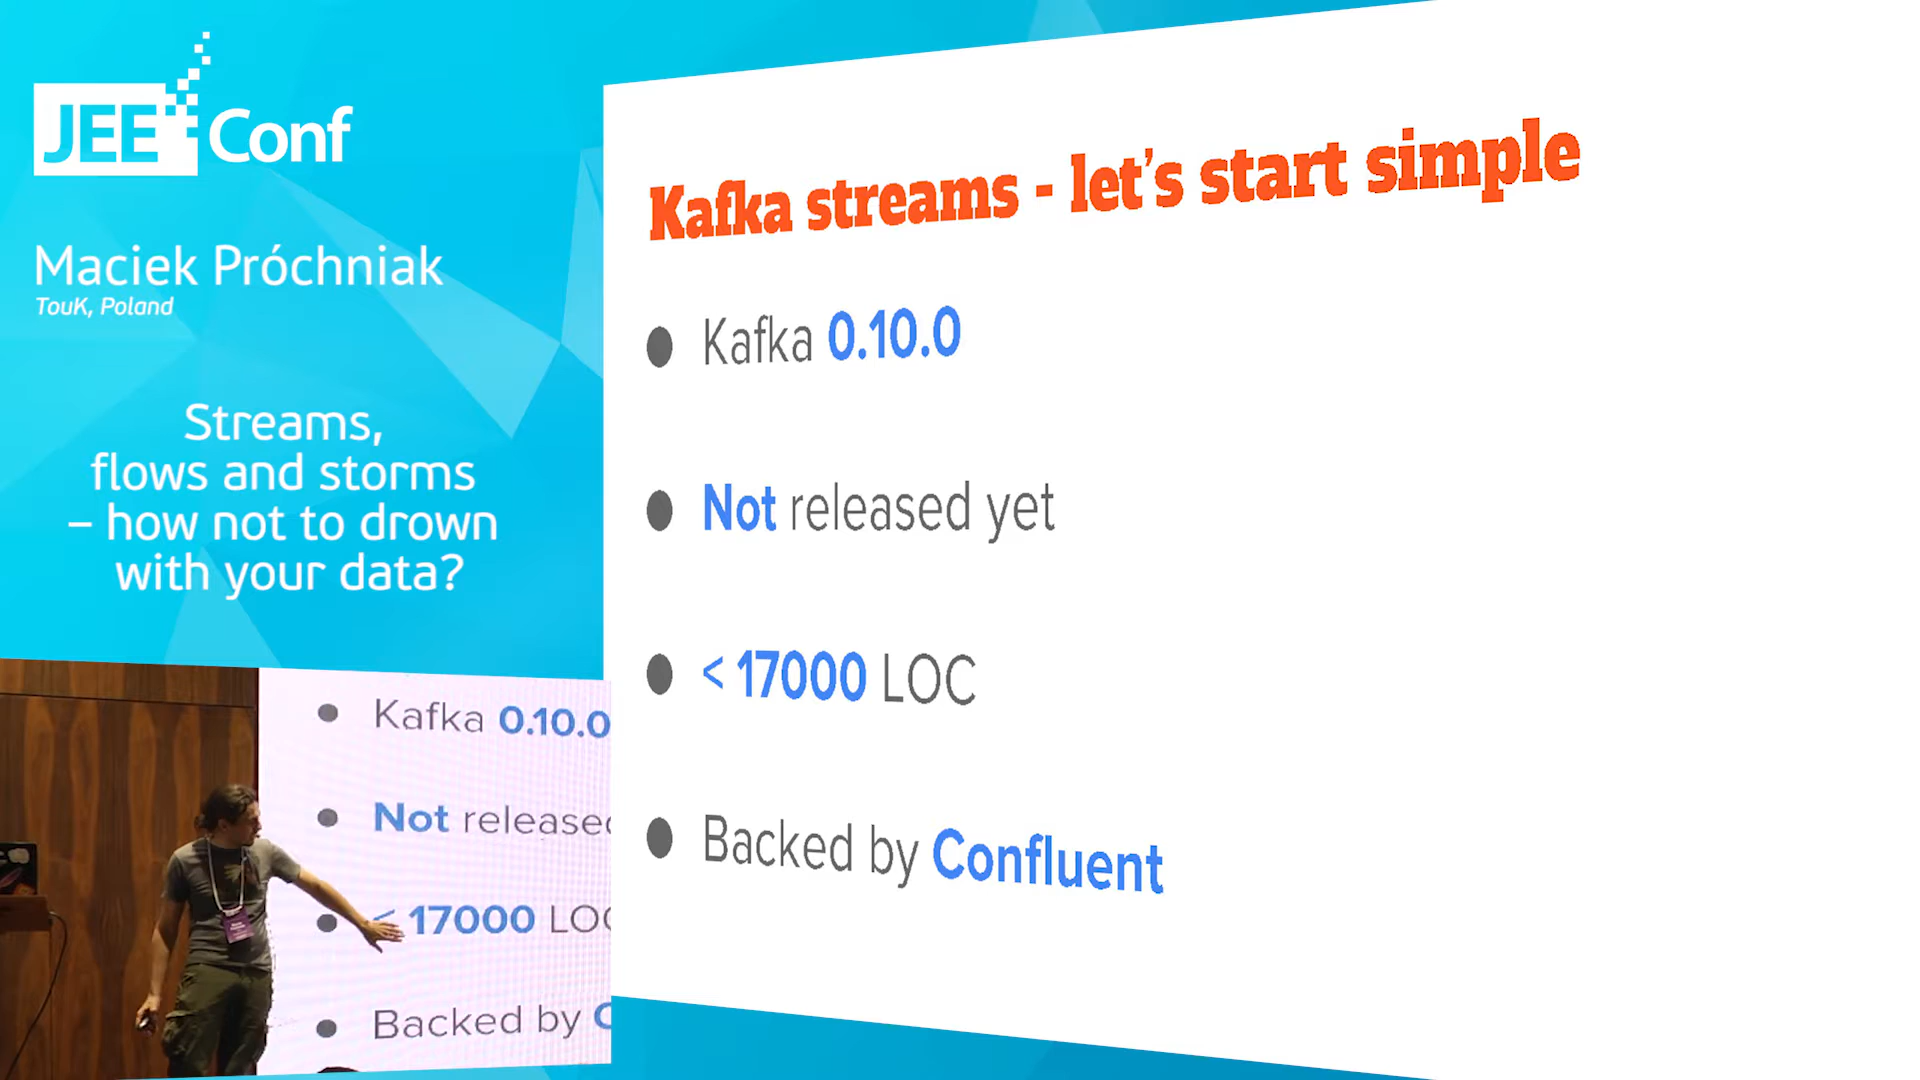 JEE Conf
Maciek Próchniak
TouK, Poland
Streams,
flows and storms
– how not to drown
with your data?
Kafka streams - let's start simple
● Kafka 0.10.0
● Not released yet
● < 17000 LOC
● Backed by Confluent
● Kafka 0.10.0
● Not released
● < 17000 LOC
● Backed by C